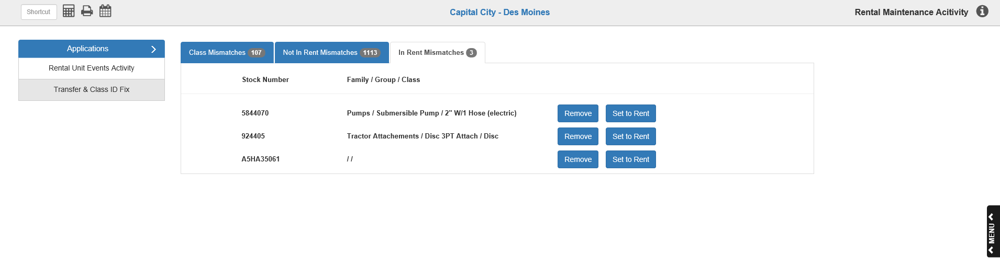 Shortcut
Capital City - Des Moines
Rental Maintenance Acitivity
Applications
Rental Unit Events Activity
Transfer & Class ID Fix
Class Mismatches 107
Not In Rent Mismatches 1113
In Rent Mismatches 3
Stock Number Family / Group / Class
5844070 Pumps / Submersible Pump / 2" W/1 Hose (electric) Remove Set to Rent
924405 Tractor Attachements / Disc 3PT Attach / Disc Remove Set to Rent
A5HA35061 / / Remove Set to Rent
MENU